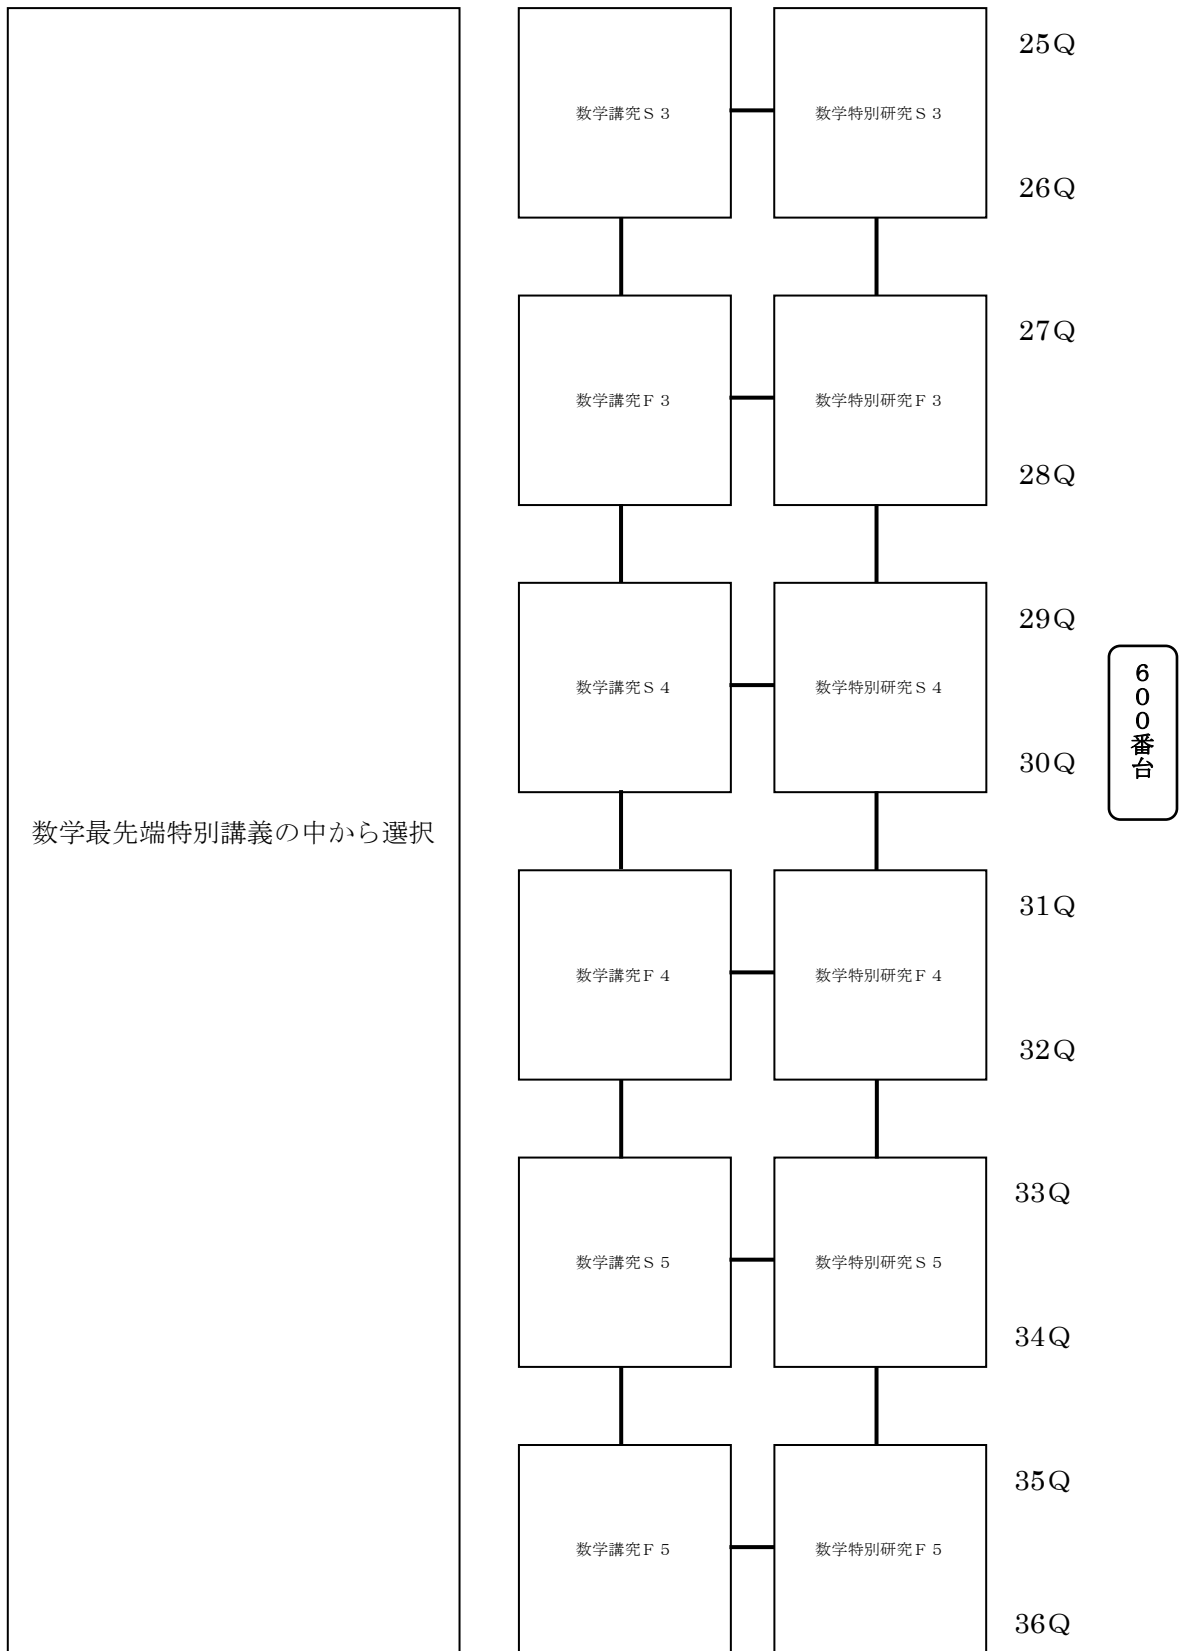 数学講究Ｓ３
数学特別研究Ｓ３
25Q
26Q
数学講究Ｆ３
数学特別研究Ｆ３
27Q
28Q
数学講究Ｓ４
数学特別研究Ｓ４
29Q
30Q
６００番台
数学最先端特別講義の中から選択
数学講究Ｆ４
数学特別研究Ｆ４
31Q
32Q
数学講究Ｓ５
数学特別研究Ｓ５
33Q
34Q
数学講究Ｆ５
数学特別研究Ｆ５
35Q
36Q